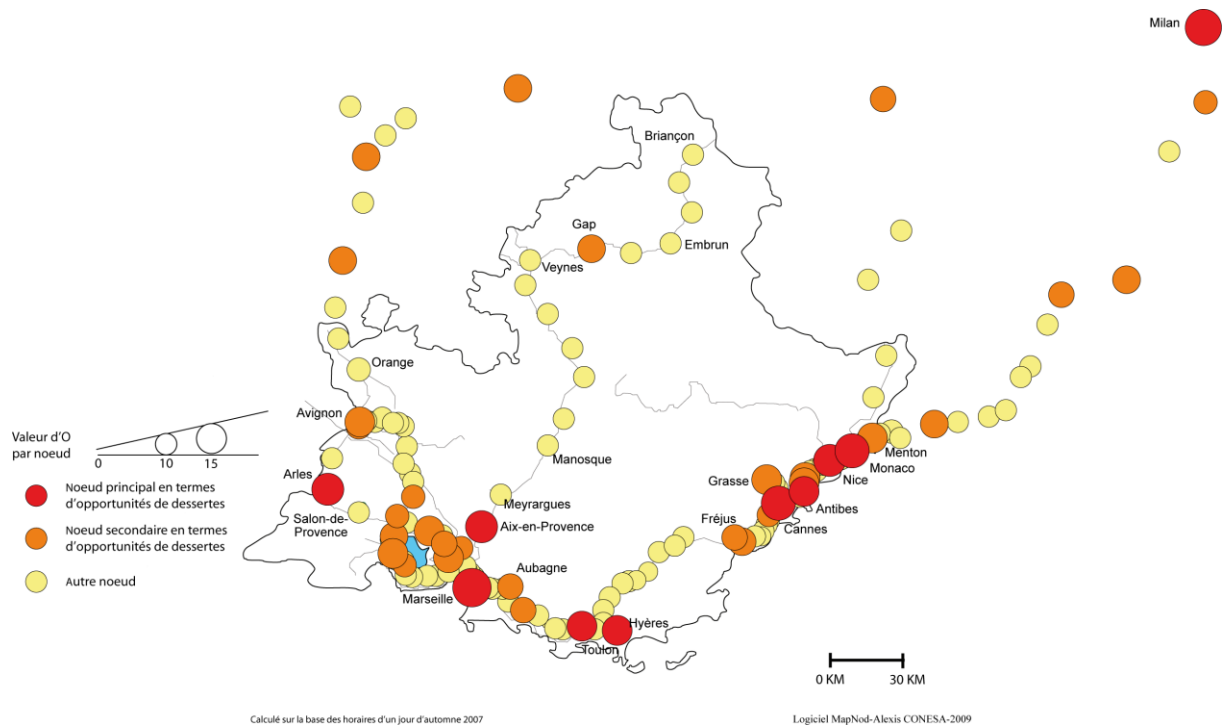 Milan
Briançon
Gap
Embrun
Veynes
Orange
Avignon
Valeur d'O
par noeud
0
10
15
Manosque
Menton
Monaco
Nice
Grasse
Antibes
Cannes
Fréjus
Arles
Noeud principal en termes
d'opportunités de dessertes
Meyrargues
Salon-de-
Provence
Aix-en-Provence
Noeud secondaire en termes
d'opportunités de dessertes
Aubagne
Autre noeud
Marseille
Hyères
Toulon
0 KM
30 KM
Calculé sur la base des horaires d'un jour d'automne 2007
Logiciel MapNod-Alexis CONESA-2009